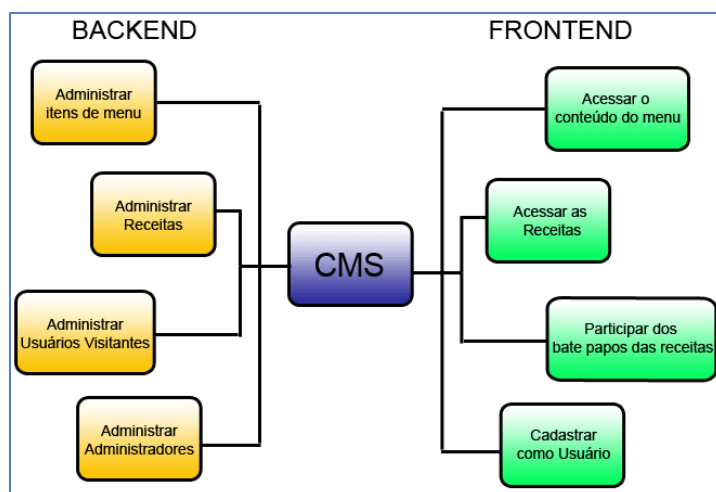 BACKEND
FRONTEND
Administrar
itens de menu
Administrar
Receitas
Administrar
Usuários Visitantes
Administrar
Administradores
CMS
Acessar o
conteúdo do menu
Acessar as
Receitas
Participar dos
bate papos das receitas
Cadastrar
como Usuário